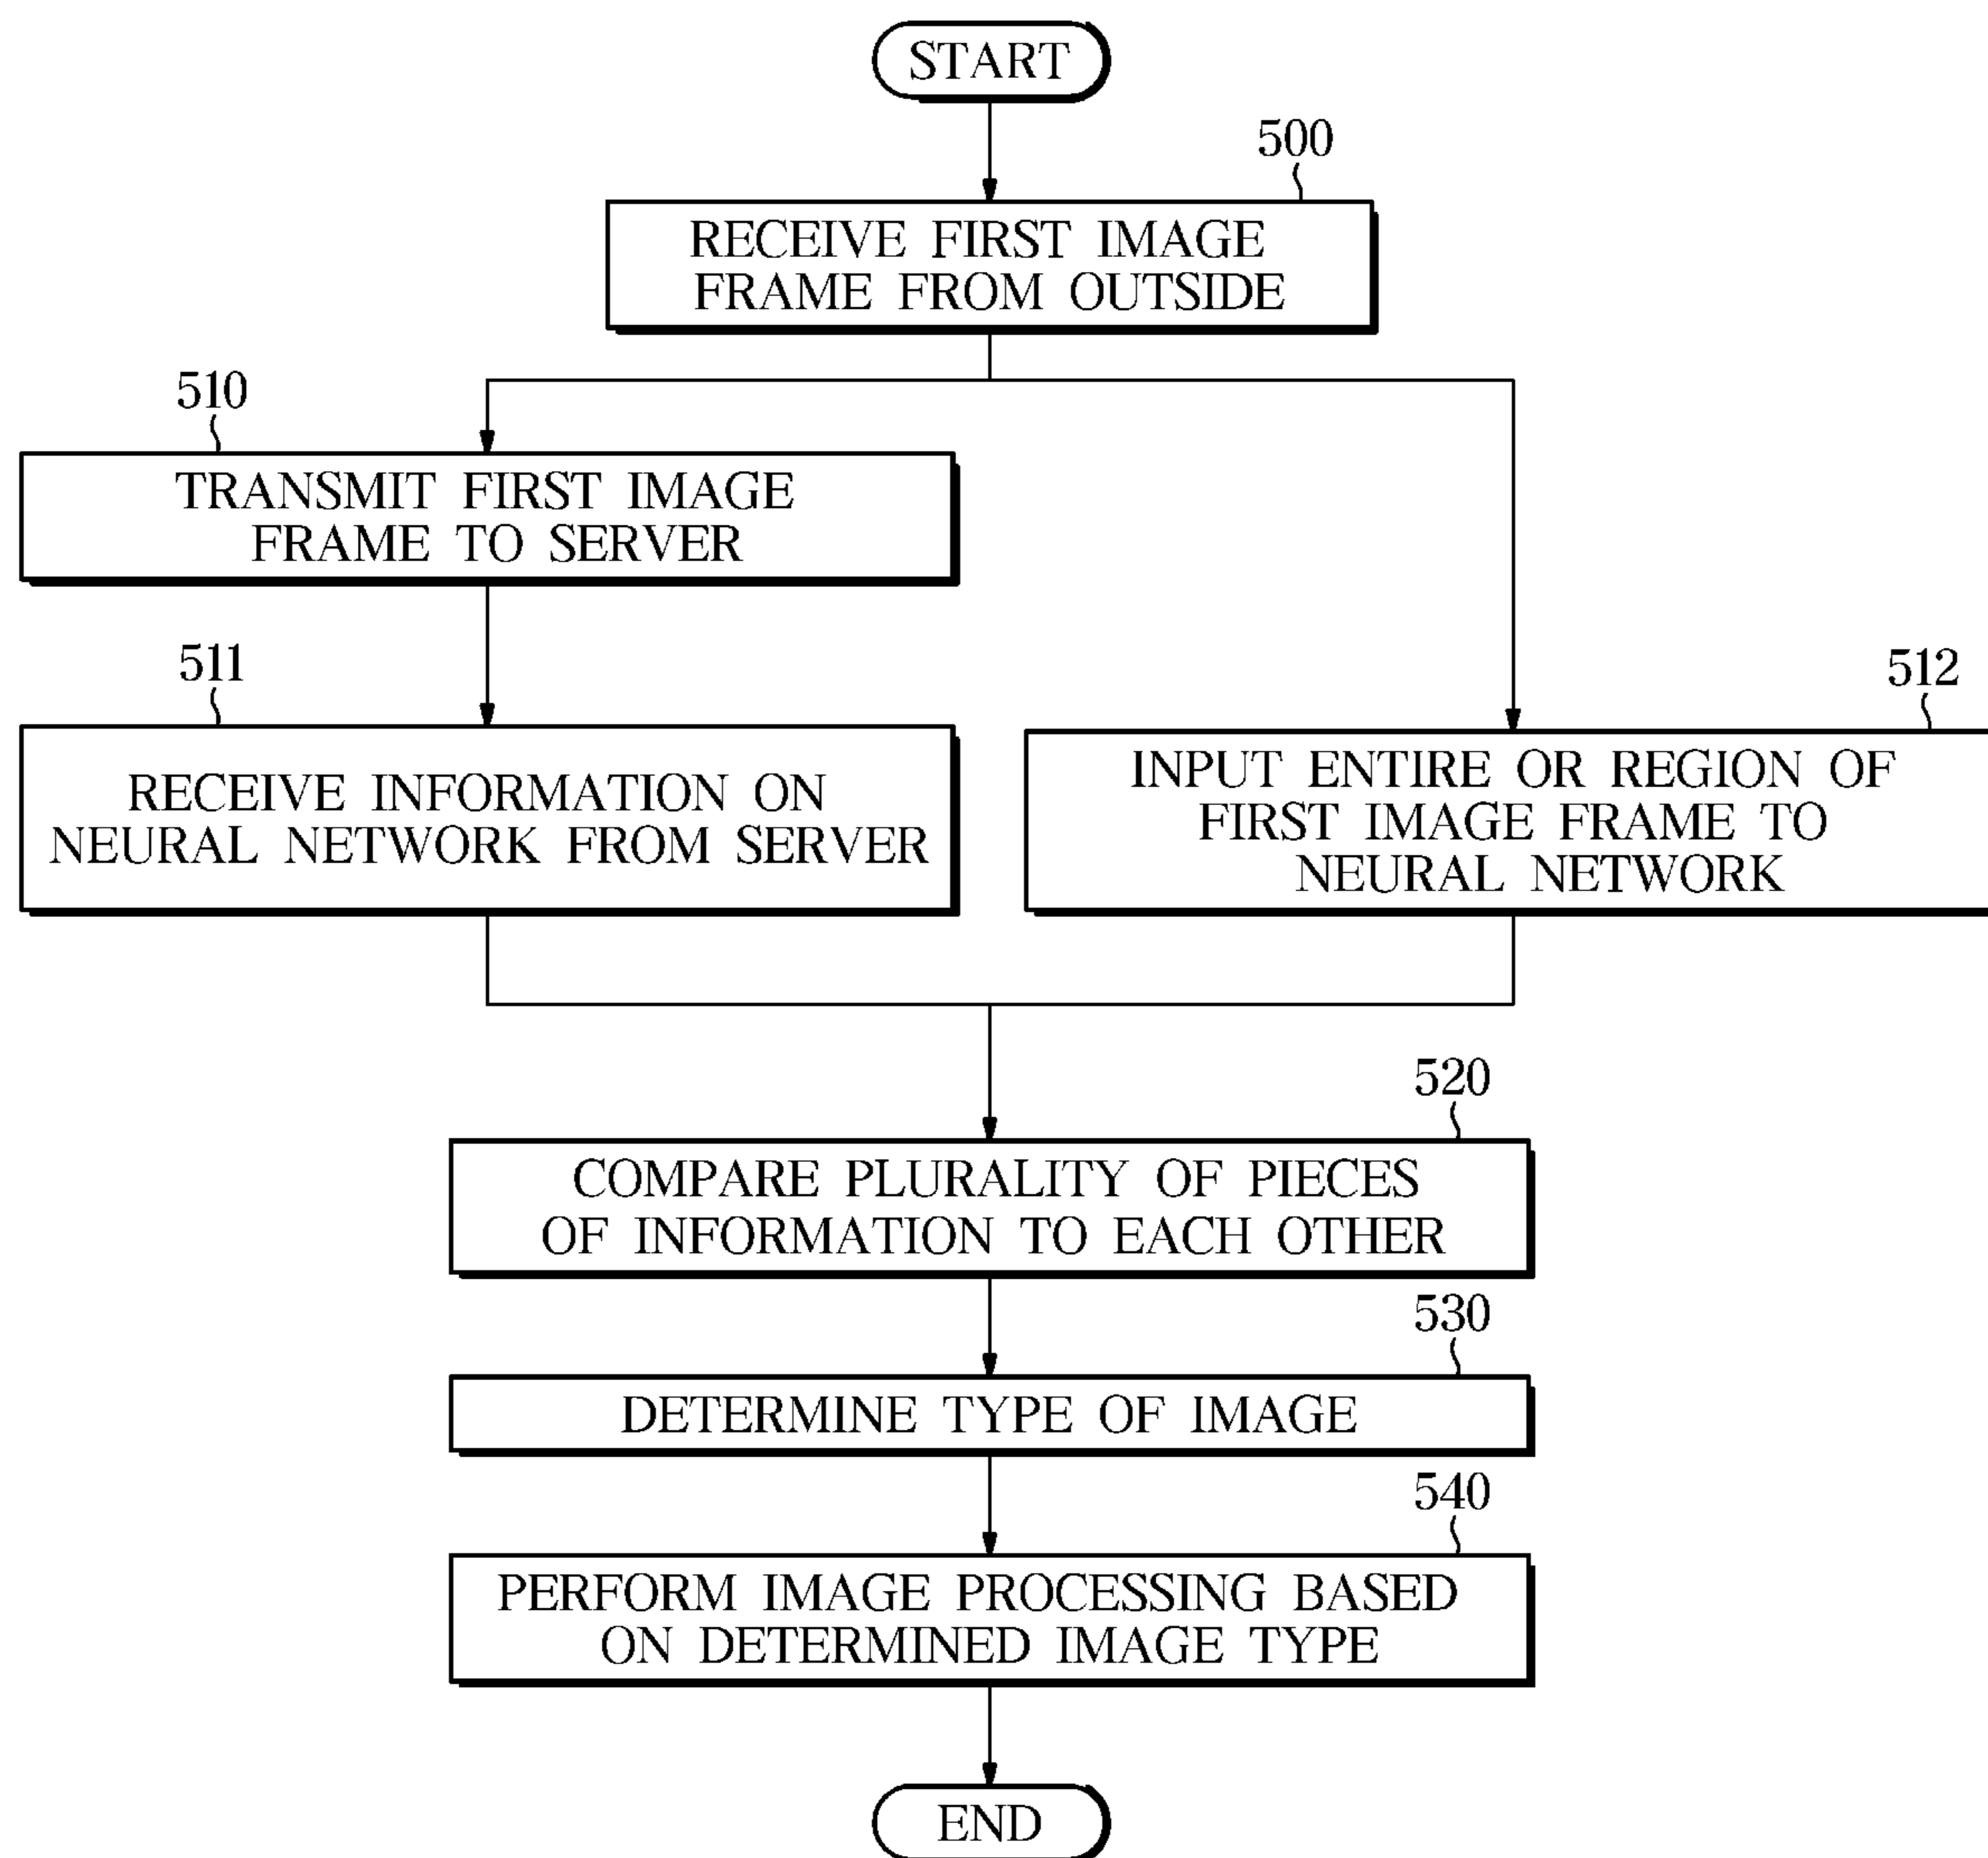 START
500
RECEIVE FIRST IMAGE
FRAME FROM OUTSIDE
510
TRANSMIT FIRST IMAGE
FRAME TO SERVER
511
RECEIVE INFORMATION ON
NEURAL NETWORK FROM SERVER
512
INPUT ENTIRE OR REGION OF
FIRST IMAGE FRAME TO
NEURAL NETWORK
520
COMPARE PLURALITY OF PIECES
OF INFORMATION TO EACH OTHER
530
DETERMINE TYPE OF IMAGE
540
PERFORM IMAGE PROCESSING BASED
ON DETERMINED IMAGE TYPE
END